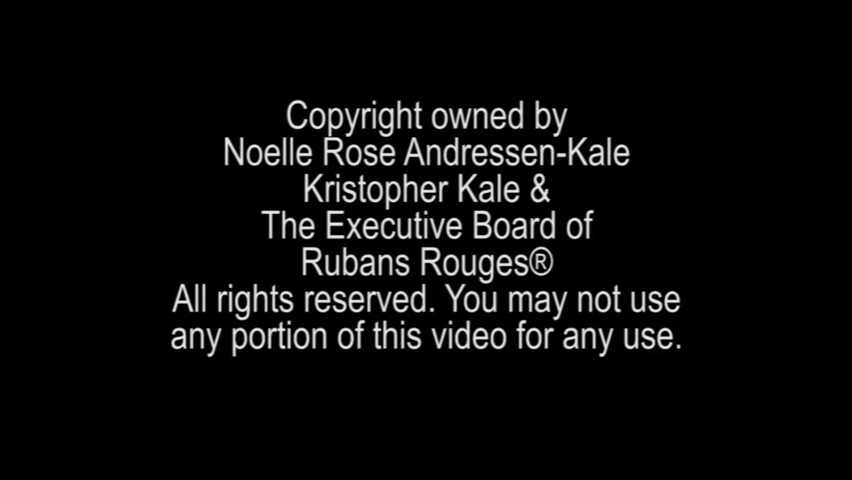 Copyright owned by
Noelle Rose Andressen-Kale
Kristopher Kale &
The Executive Board of
Rubans Rouges®
All rights reserved. You may not use
any portion of this video for any use.